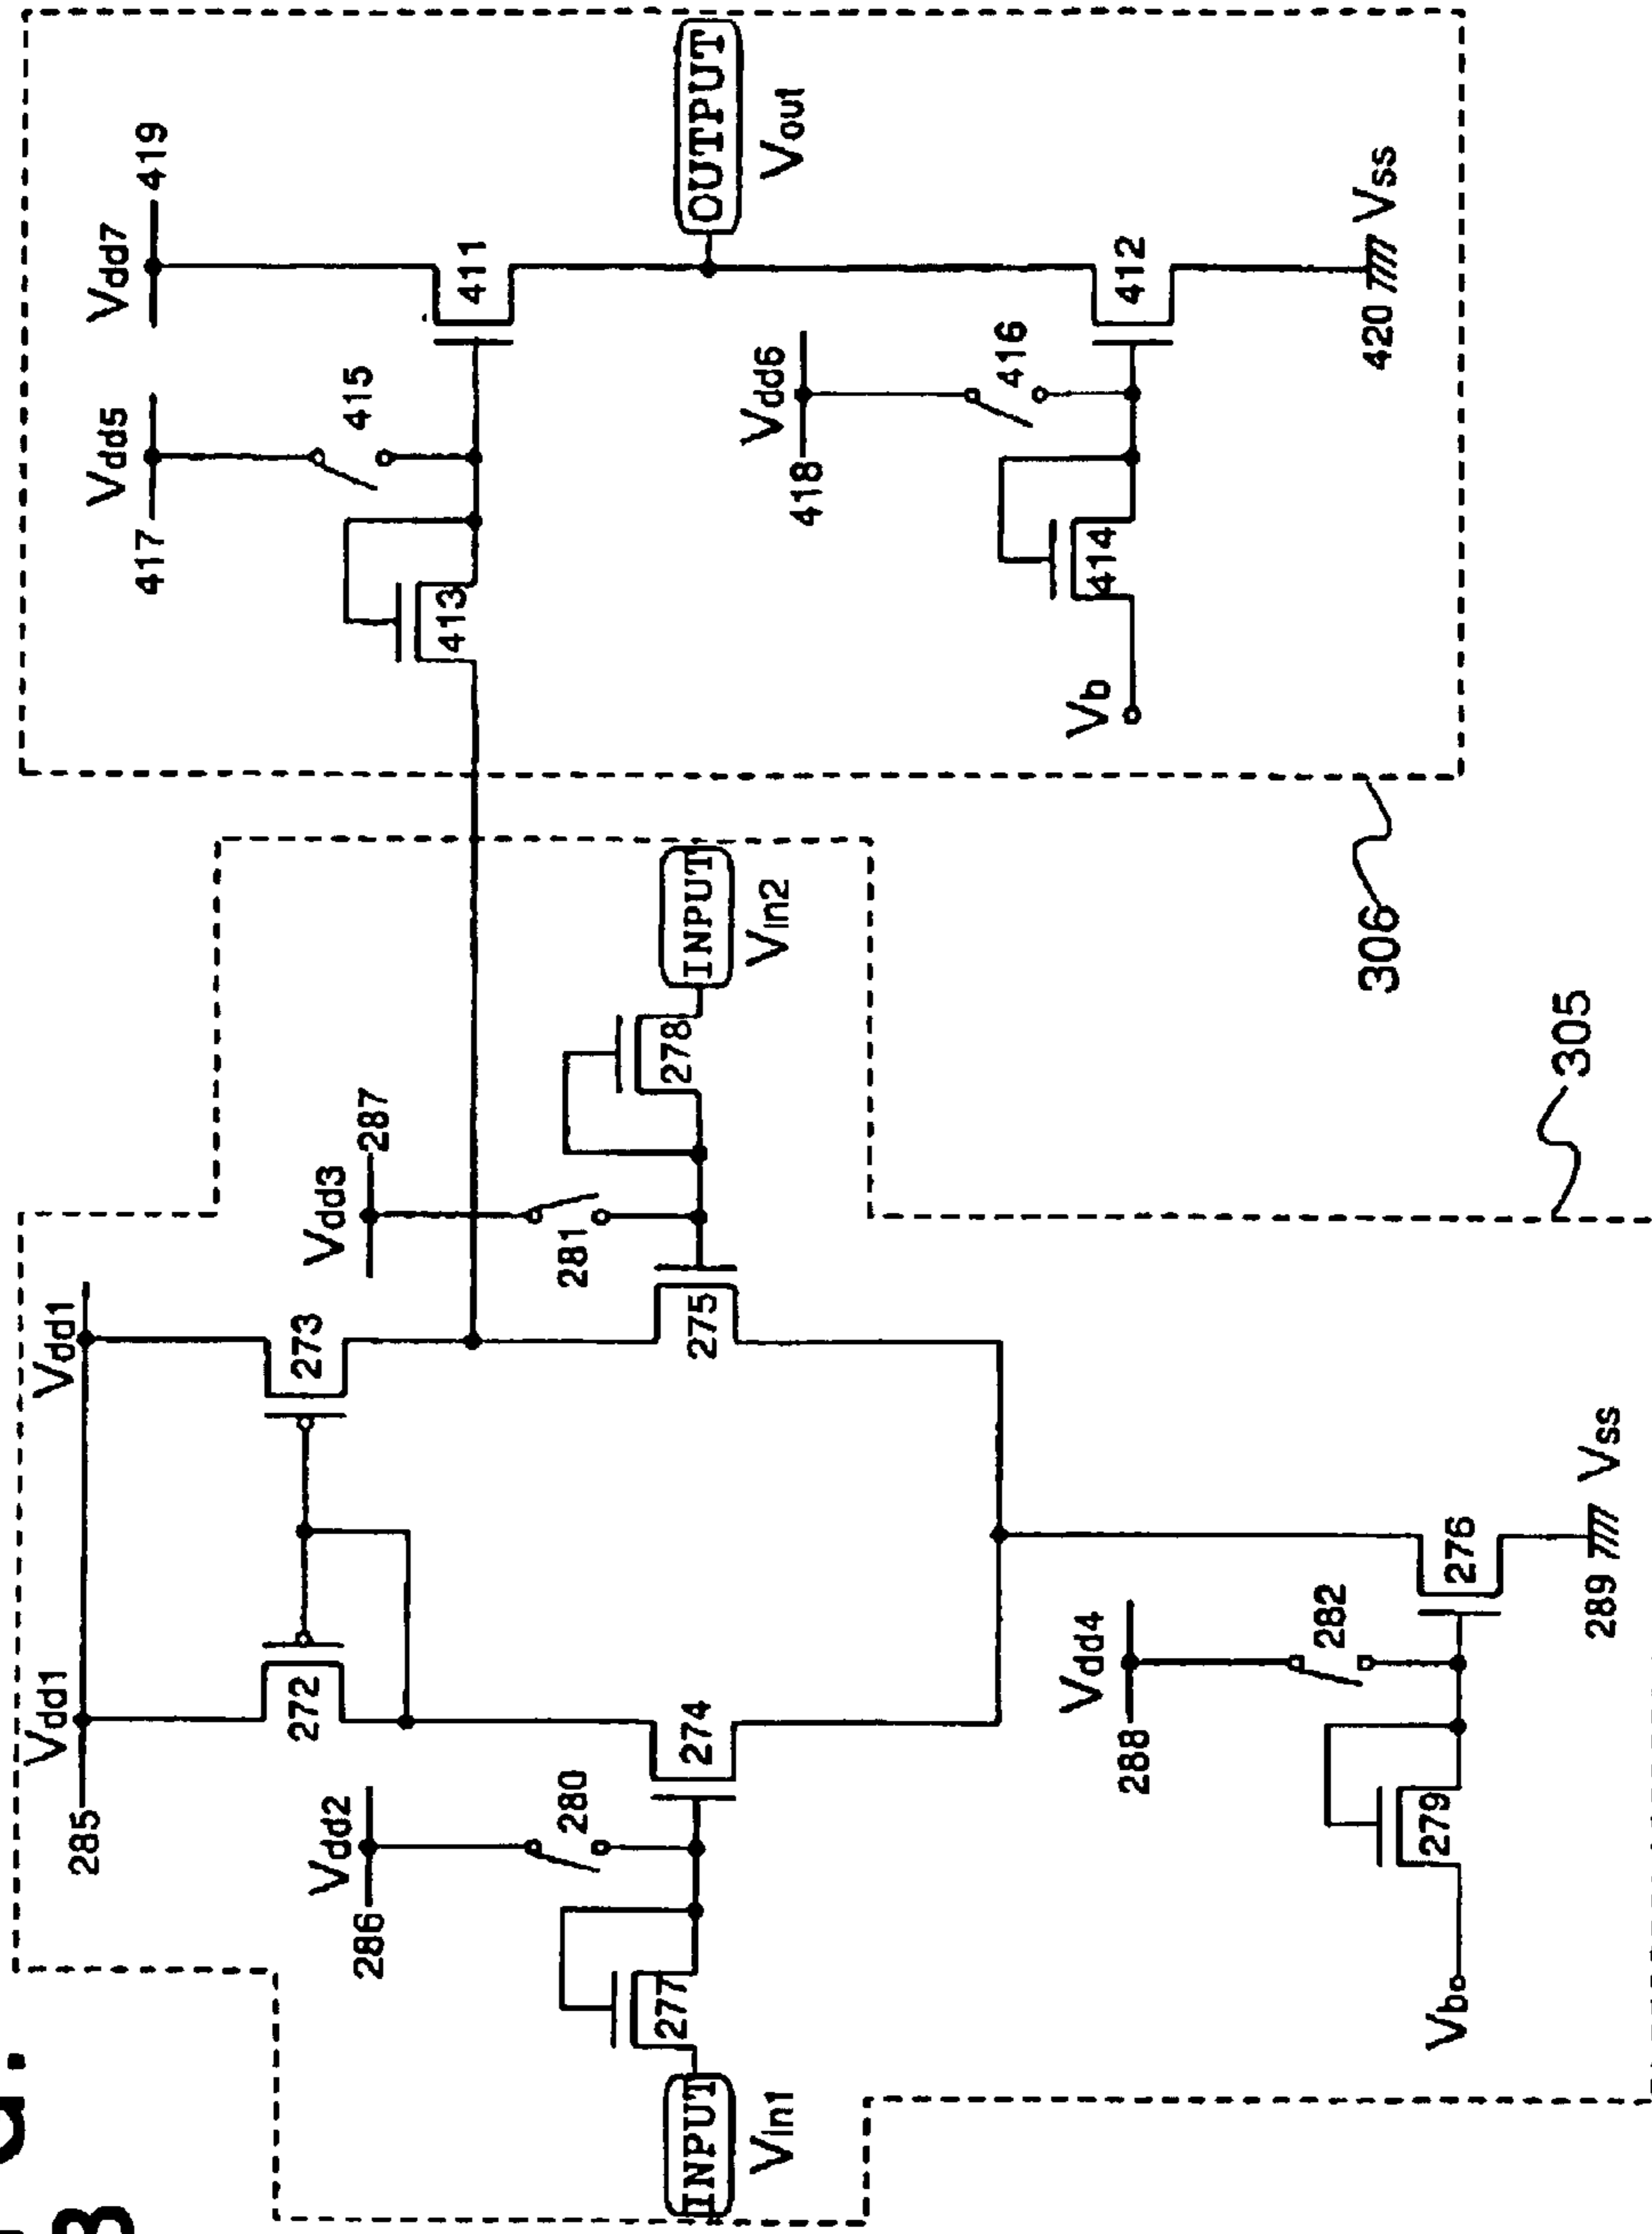 Vdd1
Vdd1
285
Vdd7
419
Vdd5
417
272
273
415
411
413
Vdd2
286
280
Vdd3
287
281
INPUT
Vin1
277
274
275
278
INPUT
Vin2
OUTPUT
Vout
Vdd6
418
416
Vb
414
412
420
Vss
Vdd4
288
282
Vb
279
276
289
Vss
306
305